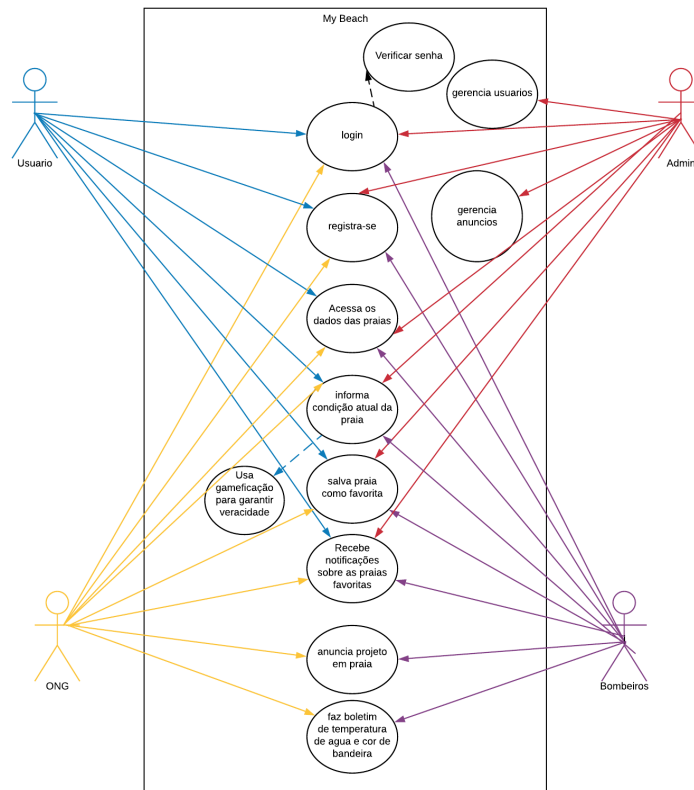 My Beach
Verificar senha
gerencia usuarios
Usuario
Admin
login
registra-se
gerencia
anuncios
Acessa os
dados das praias
informa
condição atual da
praia
Usa
gameficação
para garantir
veracidade
salva praia
como favorita
Recebe
notificações
sobre as praias
favoritas
ONG
Bombeiros
anuncia projeto
em praia
faz boletim
de temperatura
de agua e cor de
bandeira